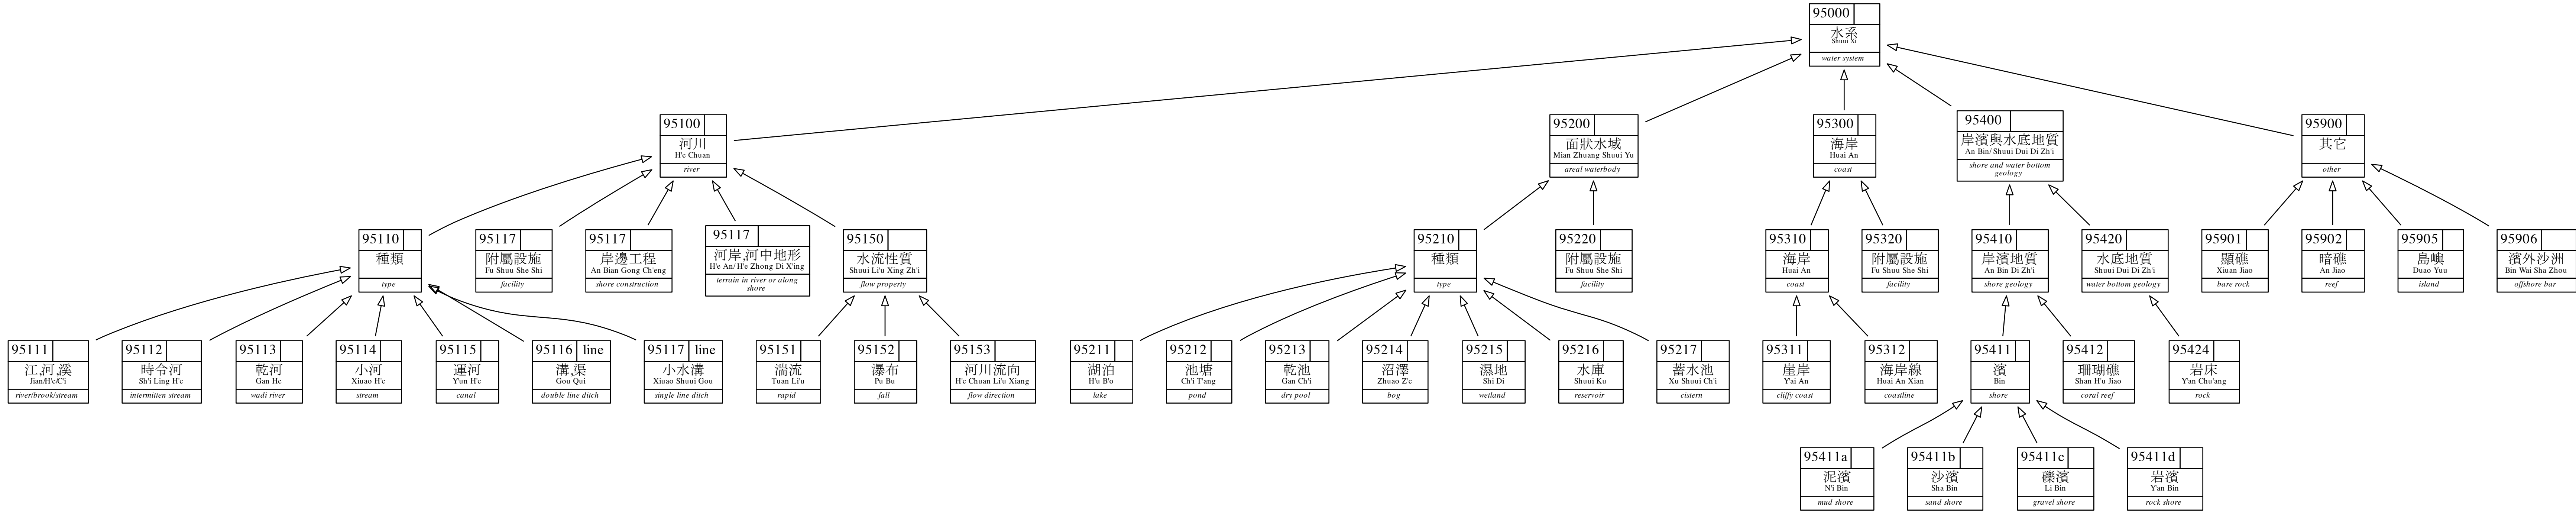 95000
水系
Shuui Xi
water system
95100
河川
H'e Chuan
river
95200
面狀水域
Mian Zhuang Shuui Yu
areal waterbody
95300
海岸
Huai An
coast
95400
岸濱與水底地質
An Bin/ Shuui Dui Di Zh'i
shore and water bottom
geology
95900
其它
---
other
95110
種類
---
type
95117
附屬設施
Fu Shuu She Shi
facility
95117
岸邊工程
An Bian Gong Ch'eng
shore construction
95117
河岸,河中地形
H'e An/ H'e Zhong Di X'ing
terrain in river or along
shore
95150
水流性質
Shuui Li'u Xing Zh'i
flow property
95210
種類
---
type
95220
附屬設施
Fu Shuu She Shi
facility
95310
海岸
Huai An
coast
95320
附屬設施
Fu Shuu She Shi
facility
95410
岸濱地質
An Bin Di Zh'i
shore geology
95420
水底地質
Shuui Dui Di Zh'i
water bottom geology
95901
顯礁
Xiuan Jiao
bare rock
95902
暗礁
An Jiao
reef
95905
島嶼
Duao Yuu
island
95906
濱外沙洲
Bin Wai Sha Zhou
offshore bar
95111
江,河,溪
Jian/H'e/C'i
river/brook/stream
95112
時令河
Sh'i Ling H'e
intermitten stream
95113
乾河
Gan He
wadi river
95114
小河
Xiuao H'e
stream
95115
運河
Y'un H'e
canal
95116 line
溝,渠
Gou Qui
double line ditch
95117 line
小水溝
Xiuao Shuui Gou
single line ditch
95151
湍流
Tuan Li'u
rapid
95152
瀑布
Pu Bu
fall
95153
河川流向
H'e Chuan Li'u Xiang
flow direction
95211
湖泊
H'u B'o
lake
95212
池塘
Ch'i T'ang
pond
95213
乾池
Gan Ch'i
dry pool
95214
沼澤
Zhuao Z'e
bog
95215
濕地
Shi Di
wetland
95216
水庫
Shuui Ku
reservoir
95217
蓄水池
Xu Shuui Ch'i
cistern
95311
崖岸
Y'ai An
cliffy coast
95312
海岸線
Huai An Xian
coastline
95411
濱
Bin
shore
95412
珊瑚礁
Shan H'u Jiao
coral reef
95424
岩床
Y'an Chu'ang
rock
95411a
泥濱
N'i Bin
mud shore
95411b
沙濱
Sha Bin
sand shore
95411c
礫濱
Li Bin
gravel shore
95411d
岩濱
Y'an Bin
rock shore